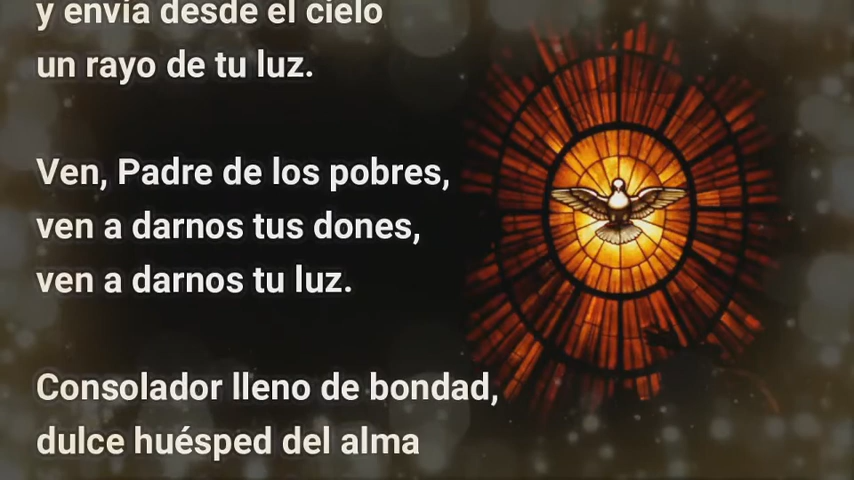 y envía desde el cielo
un rayo de tu luz.
Ven, Padre de los pobres,
ven a darnos tus dones,
ven a darnos tu luz.
Consolador lleno de bondad,
dulce huésped del alma